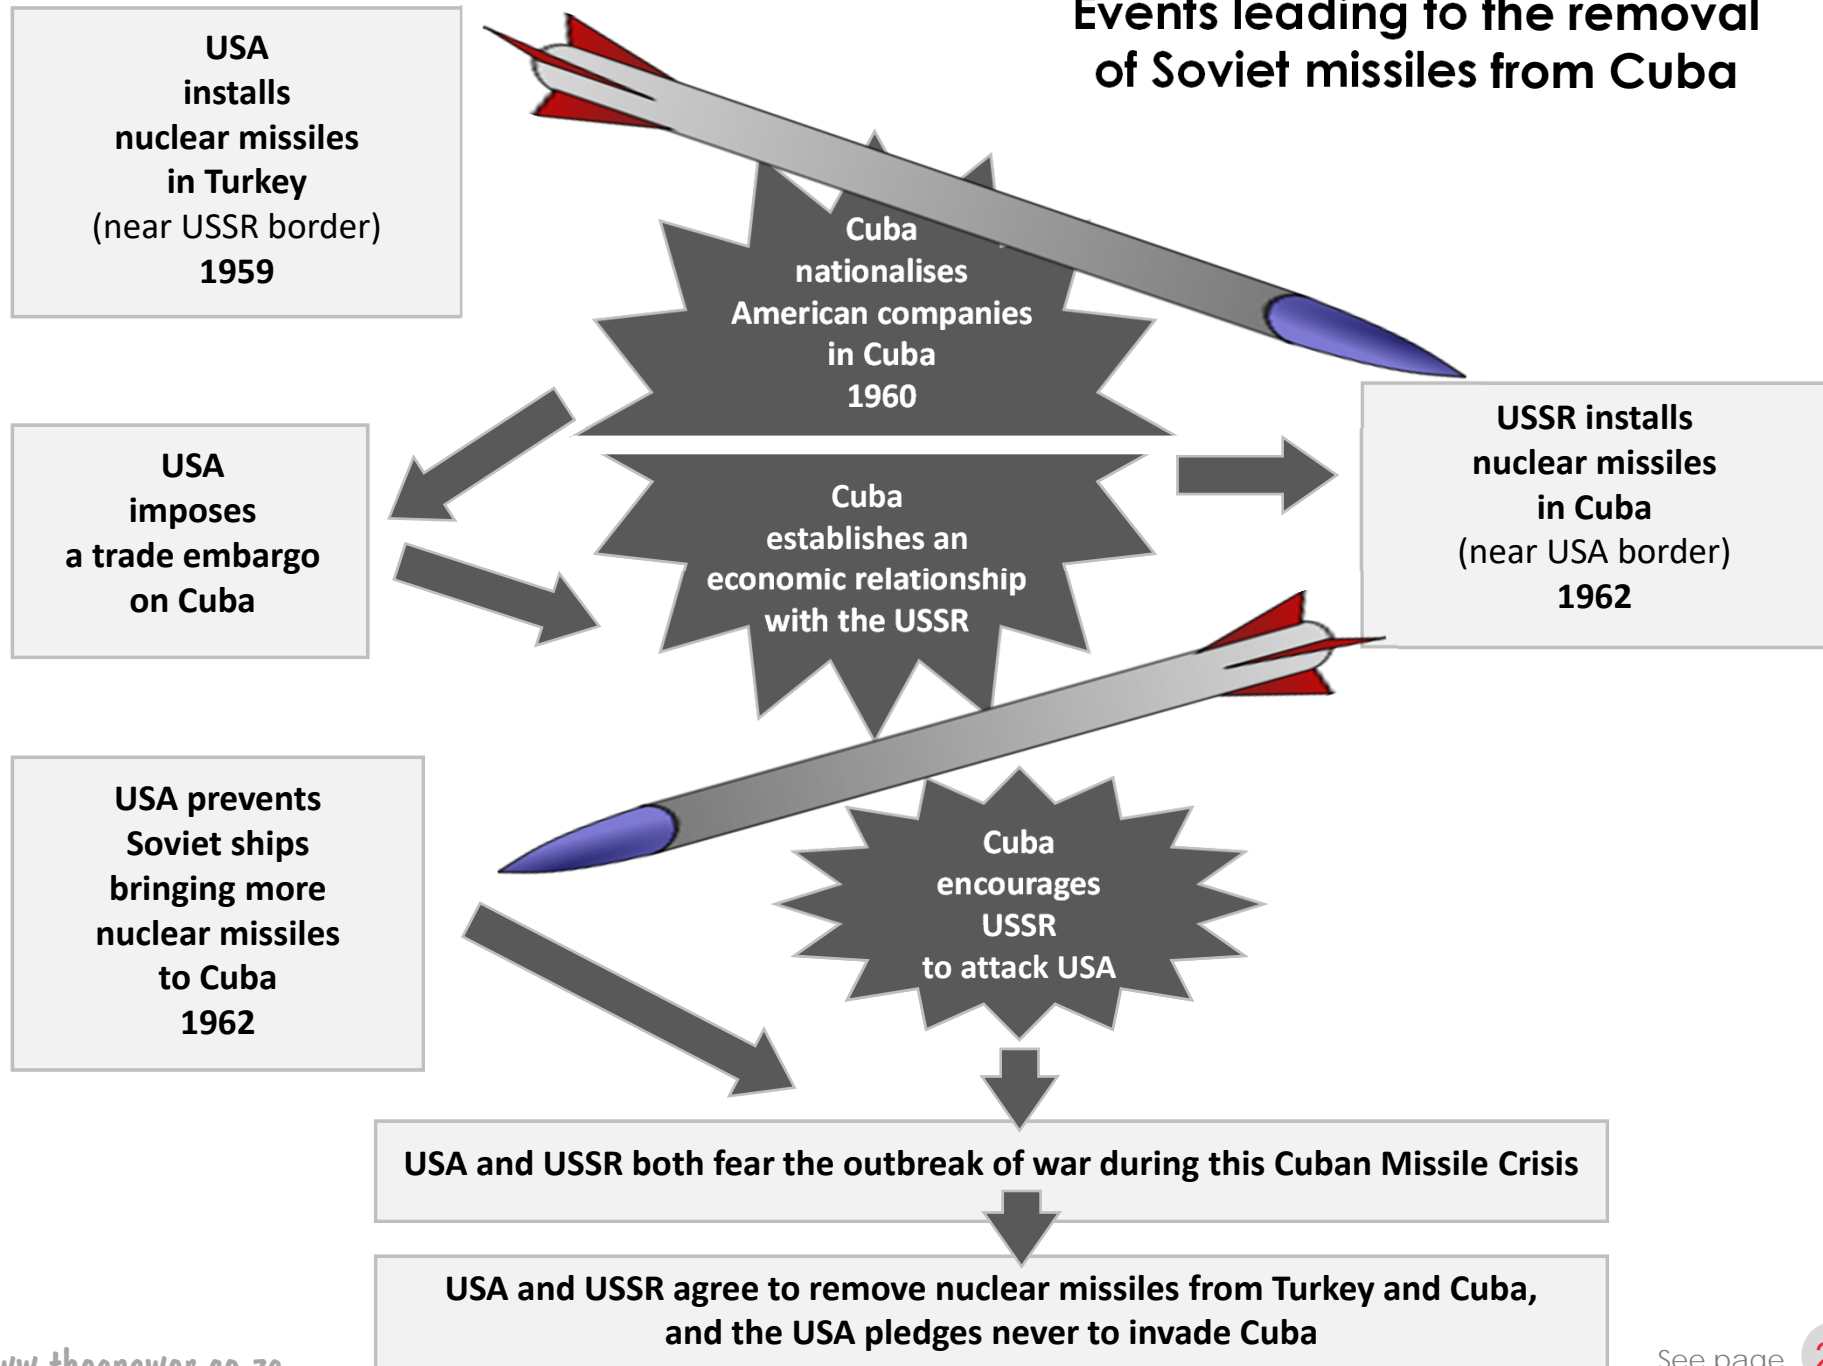 Events leading to the removal
of Soviet missiles from Cuba
USA
installs
nuclear missiles
in Turkey
(near USSR border)
1959
Cuba
nationalises
American companies
in Cuba
1960
USA
imposes
a trade embargo
on Cuba
Cuba
establishes an
economic relationship
with the USSR
USSR installs
nuclear missiles
in Cuba
(near USA border)
1962
USA prevents
Soviet ships
bringing more
nuclear missiles
to Cuba
1962
Cuba
encourages
USSR
to attack USA
USA and USSR both fear the outbreak of war during this Cuban Missile Crisis
USA and USSR agree to remove nuclear missiles from Turkey and Cuba,
and the USA pledges never to invade Cuba
See page